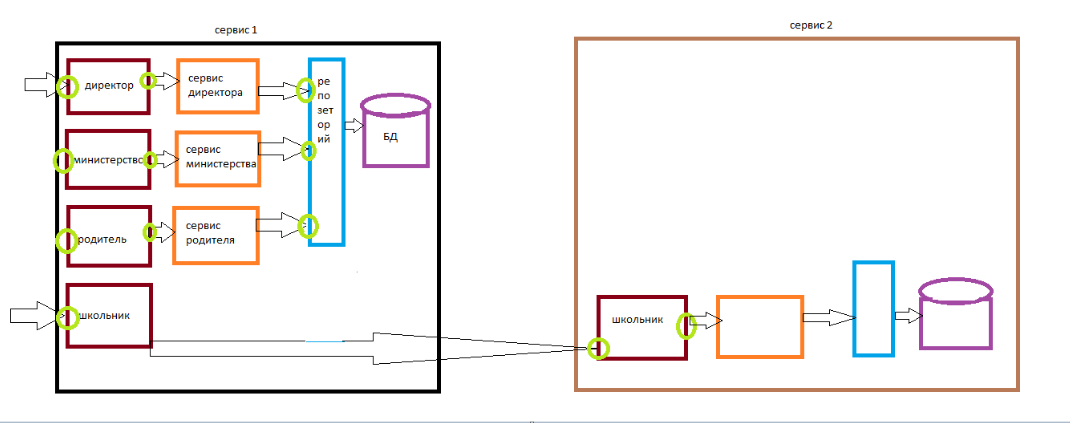 сервис 1
сервис 2
директор
сервис
директора
ре
по
зет
ор
ий
БД
министерство
сервис
министерства
родитель
сервис
родителя
школьник
школьник